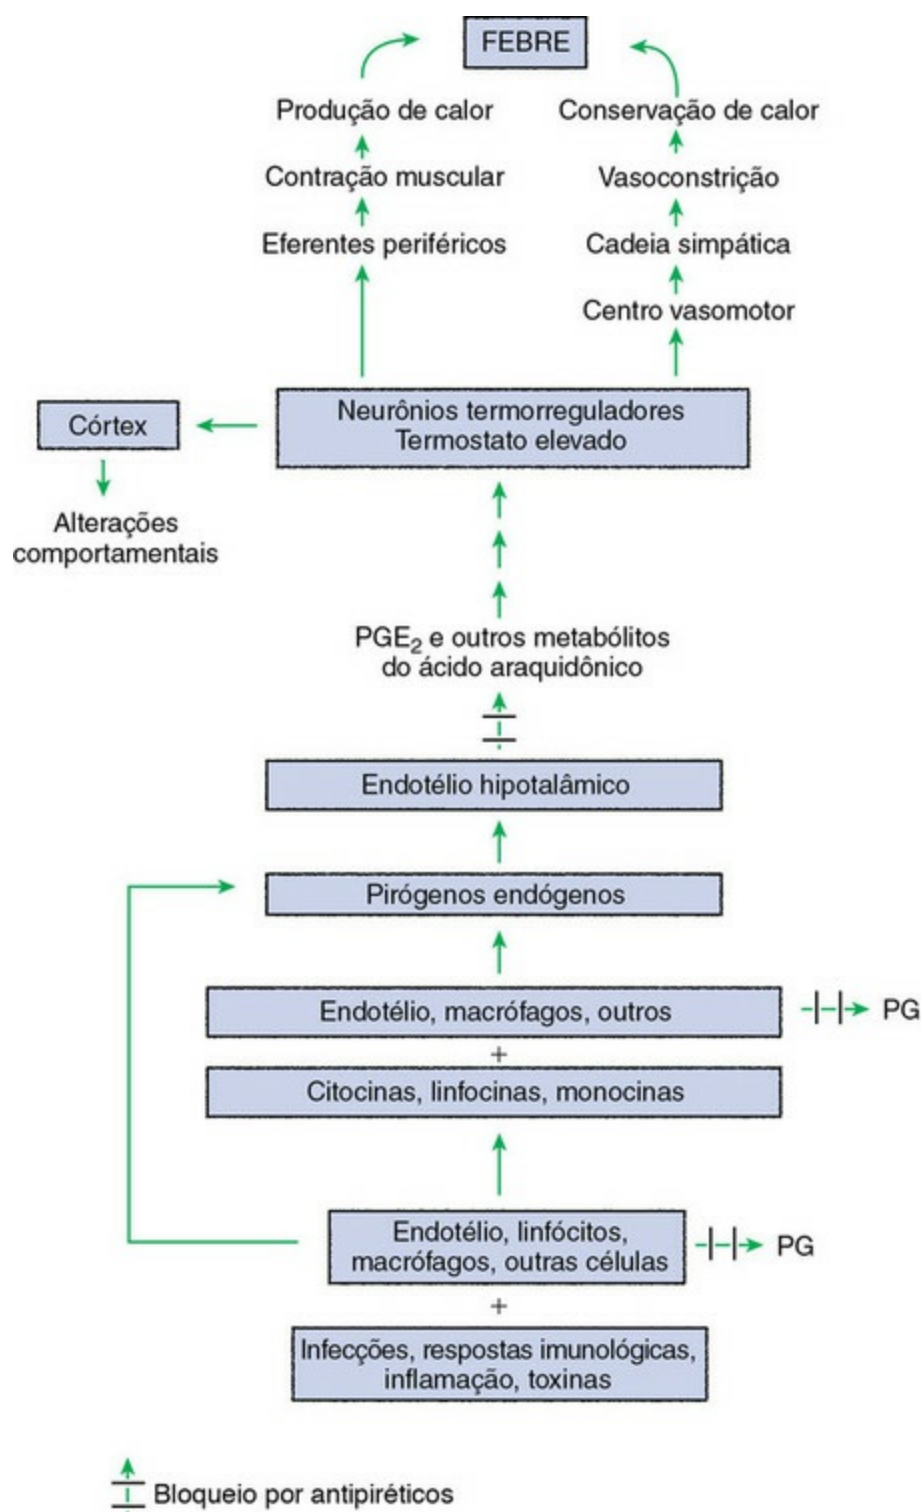 FEBRE
Produção de calor
Conservação de calor
Contração muscular
Vasoconstrição
Eferentes periféricos
Cadeia simpática
Centro vasomotor
Neurônios termorreguladores
Termostato elevado
Córtex
Alterações
comportamentais
PGE₂ e outros metabólitos
do ácido araquidônico
Endotélio hipotalâmico
Pirógenos endógenos
Endotélio, macrófagos, outros
PG
+
Citocinas, linfocinas, monocinas
Endotélio, linfócitos,
macrófagos, outras células
PG
+
Infecções, respostas imunológicas,
inflamação, toxinas
Bloqueio por antipiréticos